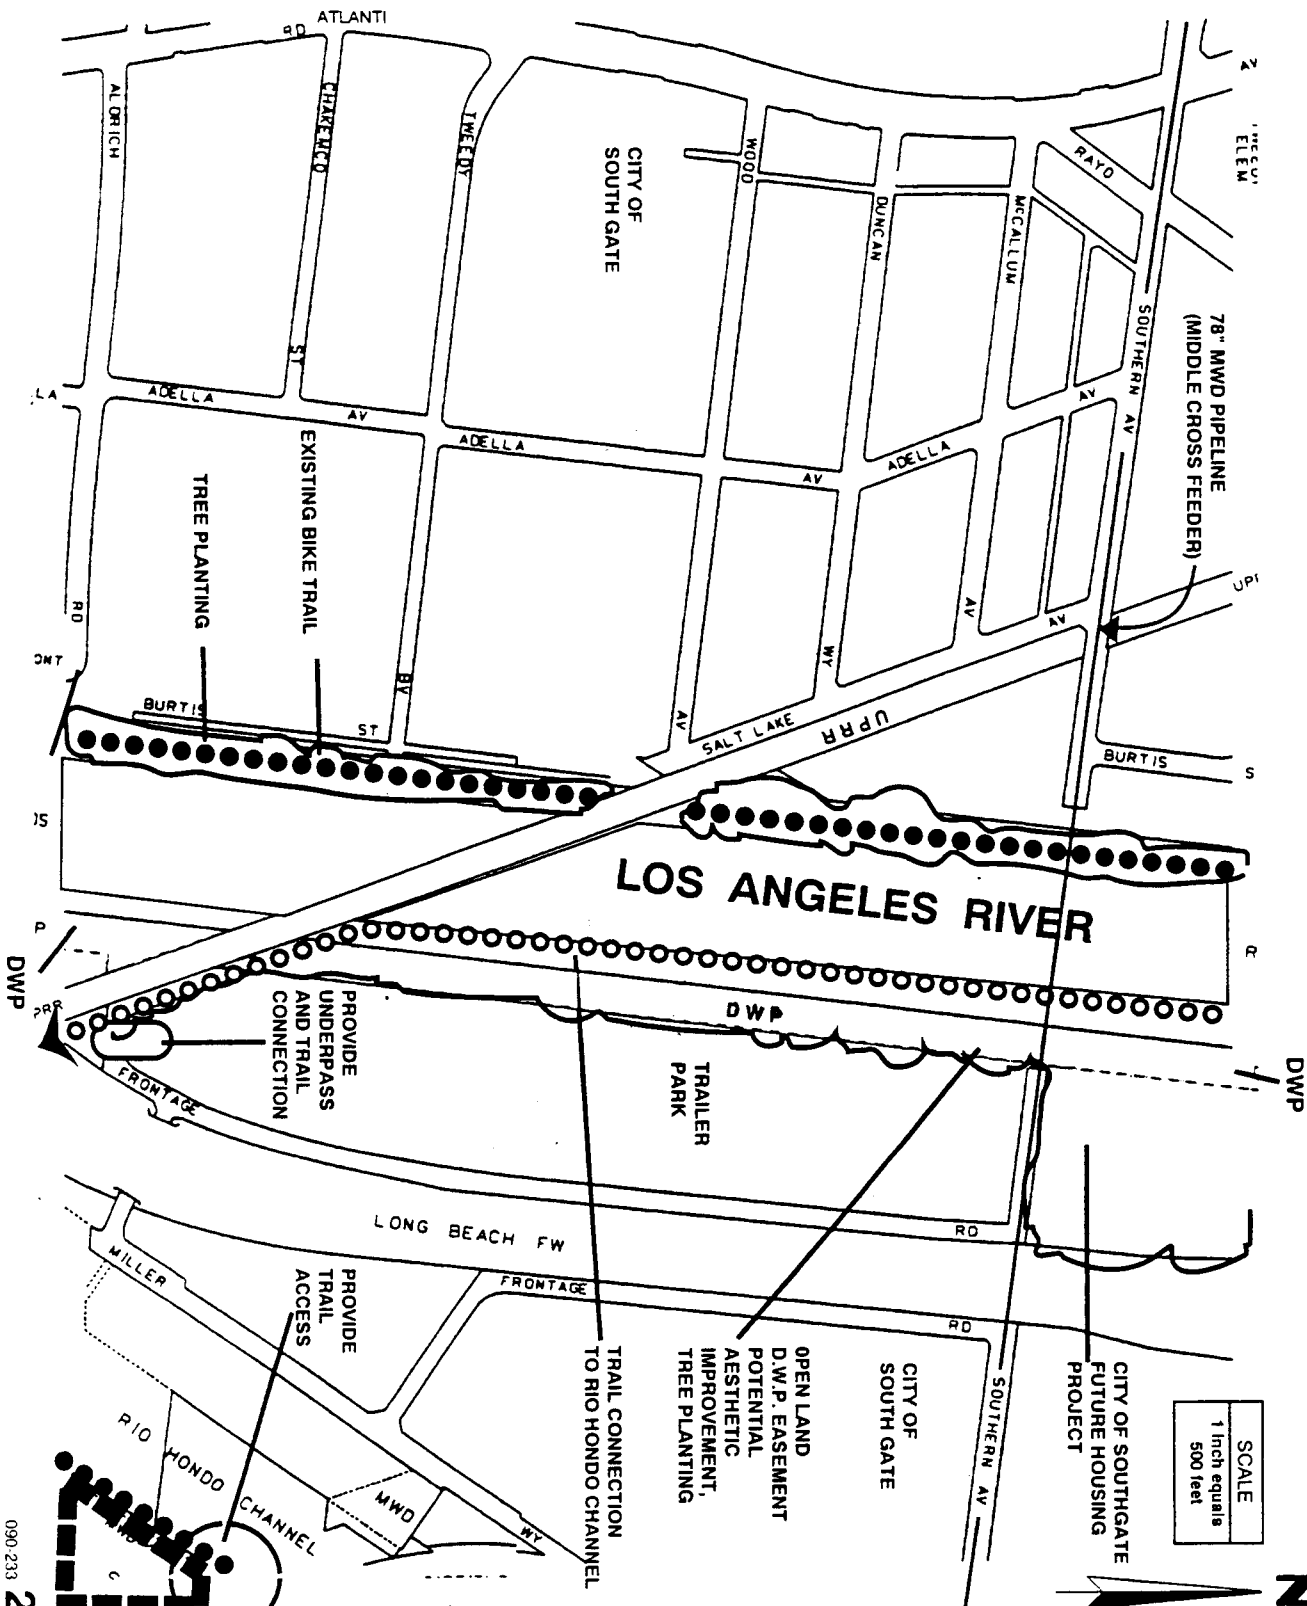 SCALE
1 inch equals
500 feet
N
78" MWD PIPELINE
(MIDDLE CROSS FEEDER)
CITY OF
SOUTH GATE
EXISTING BIKE TRAIL
TREE PLANTING
LOS ANGELES RIVER
DWP
DWP
DWP
CITY OF SOUTHGATE
FUTURE HOUSING
PROJECT
CITY OF
SOUTH GATE
OPEN LAND
D.W.P. EASEMENT
POTENTIAL
AESTHETIC
IMPROVEMENT,
TREE PLANTING
TRAIL CONNECTION
TO RIO HONDO CHANNEL
TRAILER
PARK
PROVIDE
UNDERPASS
AND TRAIL
CONNECTION
PROVIDE
TRAIL
ACCESS
ATLANTI
RD
AV
ELEM
RAYO
ALDRICH
RD
CHAKEMCO
ST
TWEEDY
BV
WOOD
AV
DUNCAN
WY
McCALLUM
AV
SOUTHERN AV
AV
AV
LA
ADELLA
AV
ADELLA
AV
ADELLA
BURTIS
ST
SALT LAKE
UPRR
BURTIS
S
R
P
FRONTAGE
RD
LONG BEACH FW
FRONTAGE
RD
SOUTHERN AV
MILLER
WY
MWD
RIO HONDO CHANNEL
090-233
2